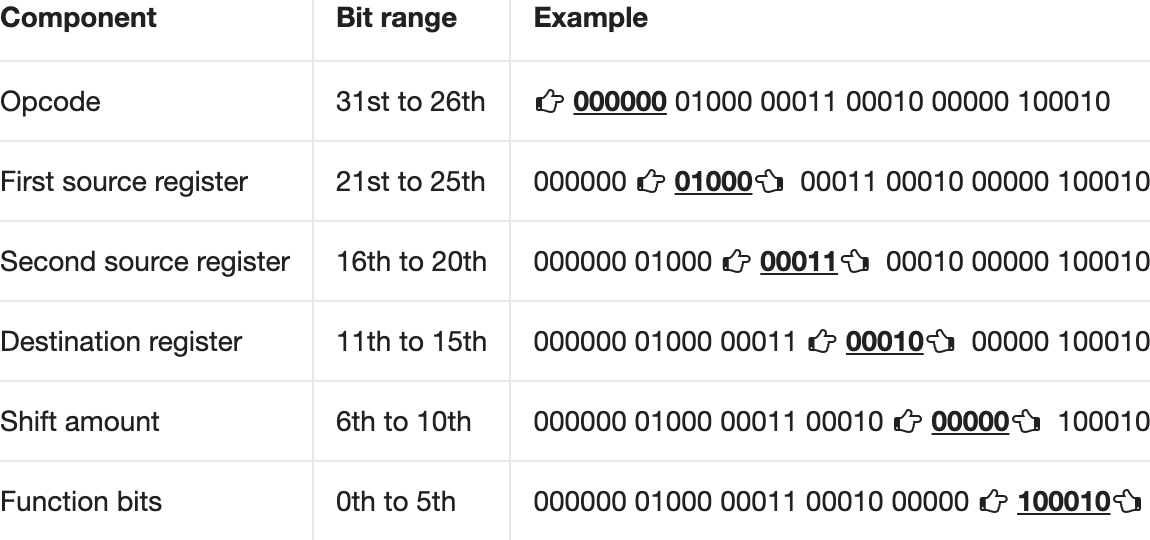 Component Bit range Example
Opcode 31st to 26th 👉 000000 01000 00011 00010 00000 100010
First source register 21st to 25th 000000 👉 01000👈 00011 00010 00000 100010
Second source register 16th to 20th 000000 01000 👉 00011👈 00010 00000 100010
Destination register 11th to 15th 000000 01000 00011 👉 00010👈 00000 100010
Shift amount 6th to 10th 000000 01000 00011 00010 👉 00000👈 100010
Function bits 0th to 5th 000000 01000 00011 00010 00000 👉 100010👈